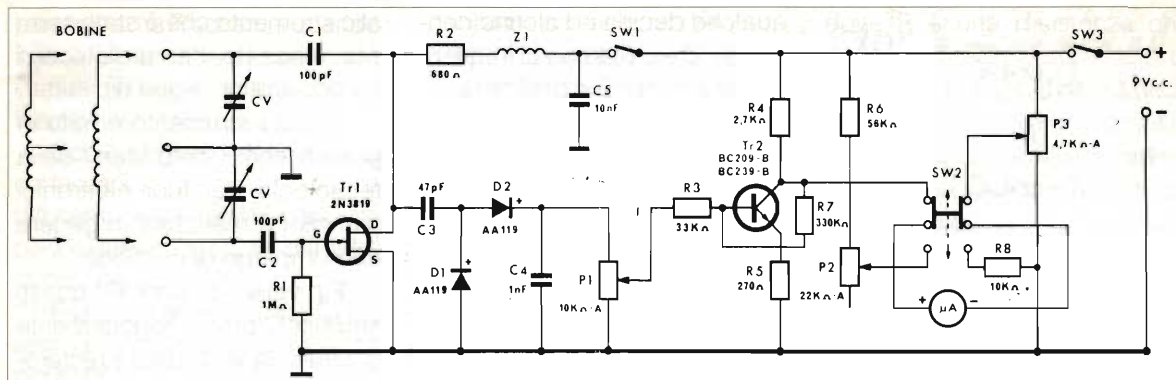 BOBINE
C1
100pF
R2
680Ω
Z1
SW1
SW3
+
9Vc.c.
-
CV
CV
C5
10nF
R4
2,7KΩ
R6
56KΩ
P3
4,7KΩ-A
Tr1
2N3819
G
D
S
100pF
C2
R1
1MΩ
47pF
C3
D2
+
AA119
D1
+
AA119
C4
1nF
P1
10KΩ-A
R3
33KΩ
Tr2
BC209-B
BC239-B
R7
330KΩ
R5
270Ω
P2
22KΩ-A
SW2
R8
10KΩ
+
µA
-